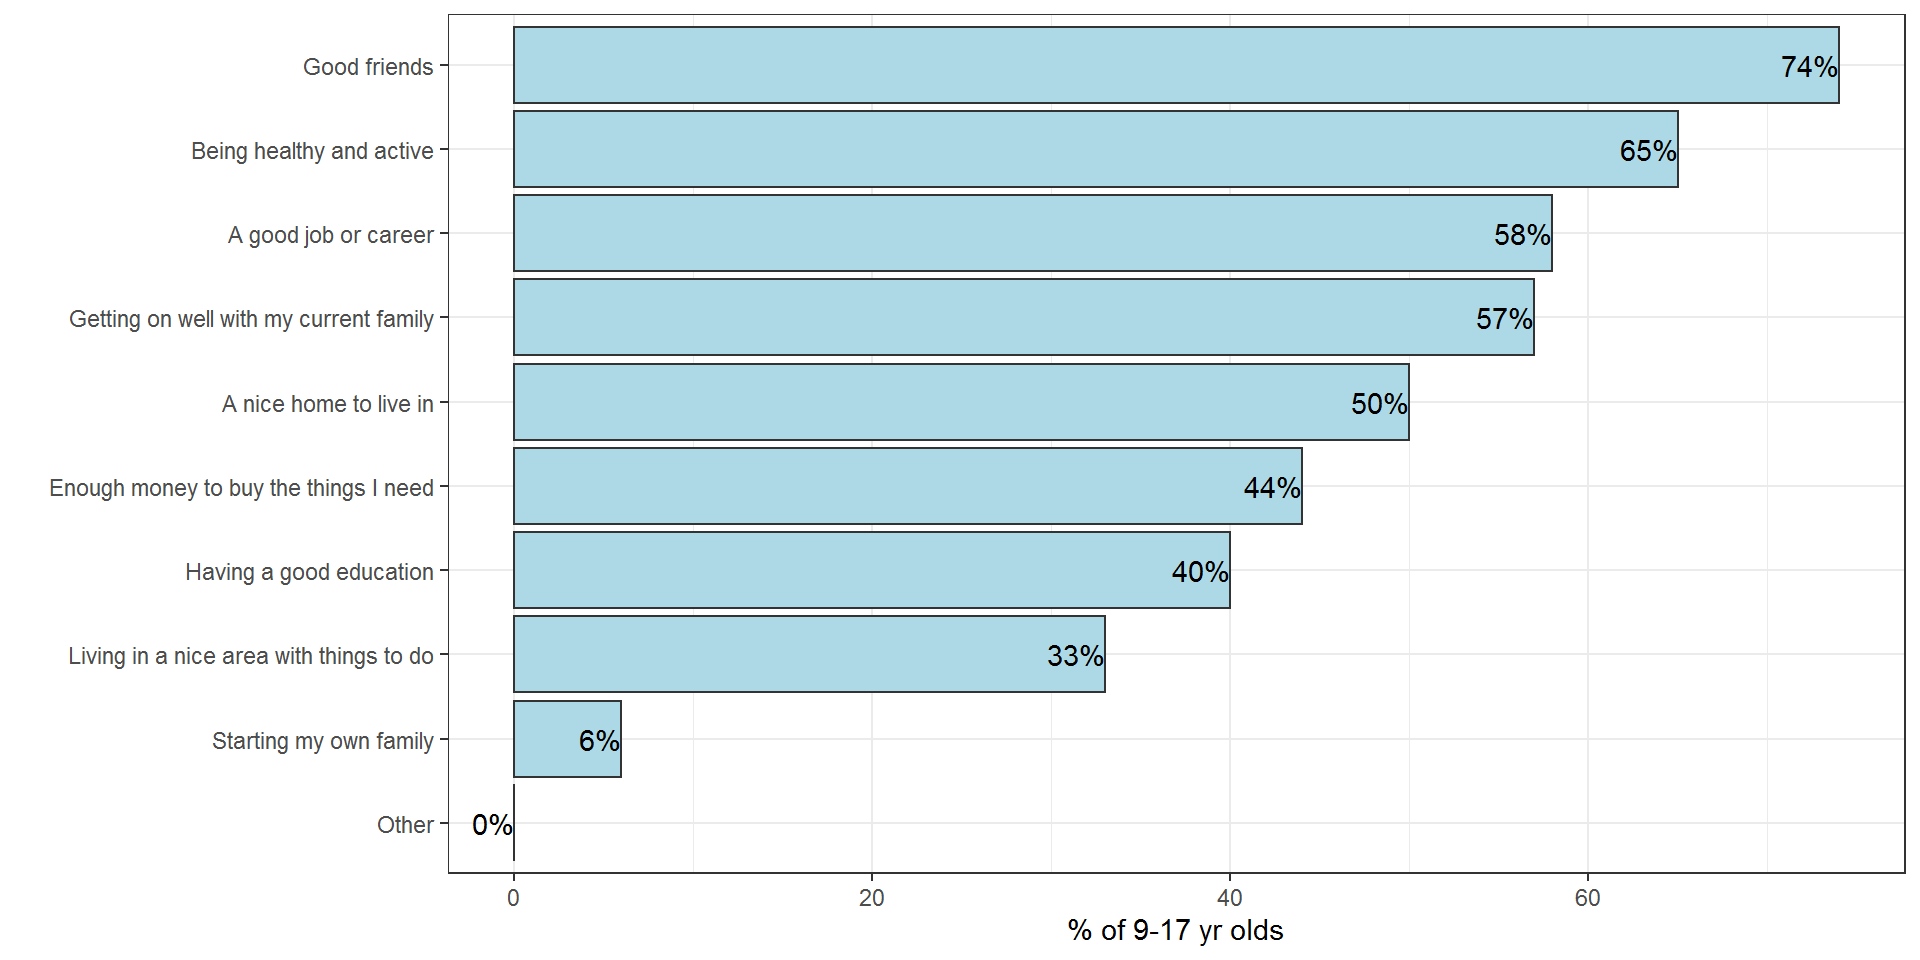 Good friends 74%
Being healthy and active 65%
A good job or career 58%
Getting on well with my current family 57%
A nice home to live in 50%
Enough money to buy the things I need 44%
Having a good education 40%
Living in a nice area with things to do 33%
Starting my own family 6%
Other 0%
0 20 40 60
% of 9-17 yr olds